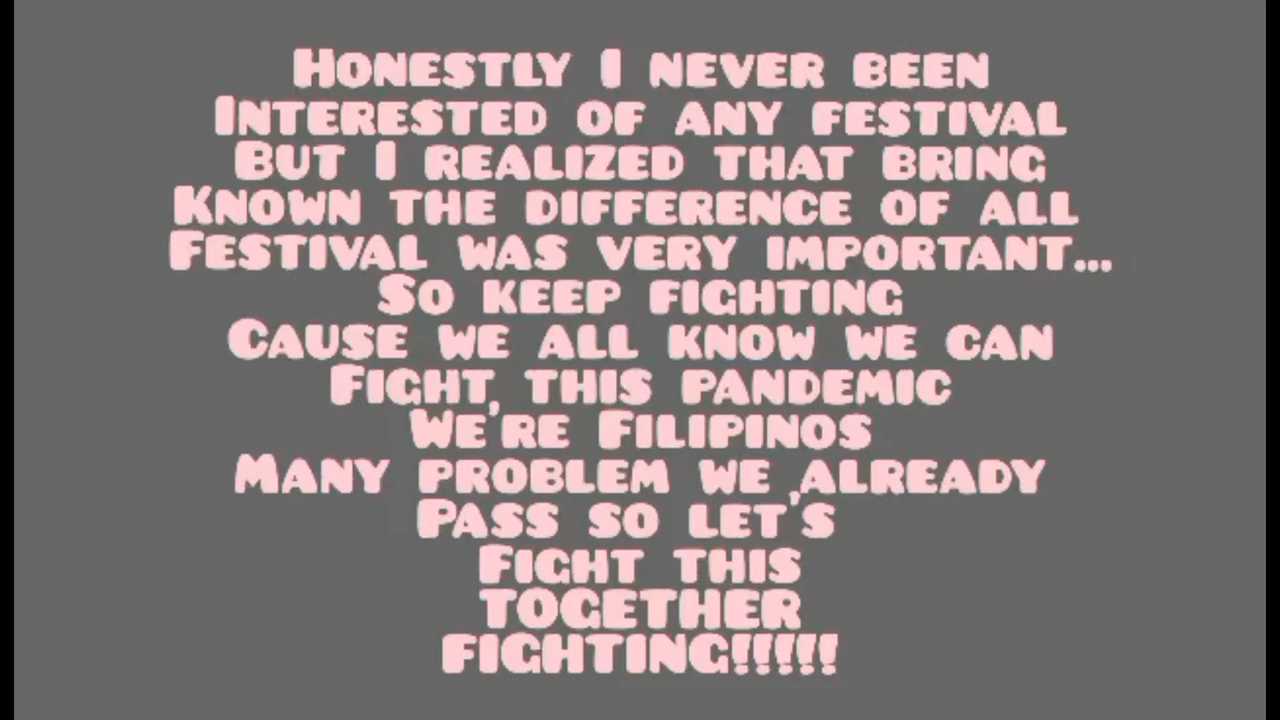 Honestly I never been
Interested of any festival
But I realized that bring
Known the difference of all
Festival was very important...
So keep fighting
Cause we all know we can
Fight this pandemic
We're Filipinos
Many problem we already
Pass so let's
Fight this
TOGETHER
FIGHTING!!!!!